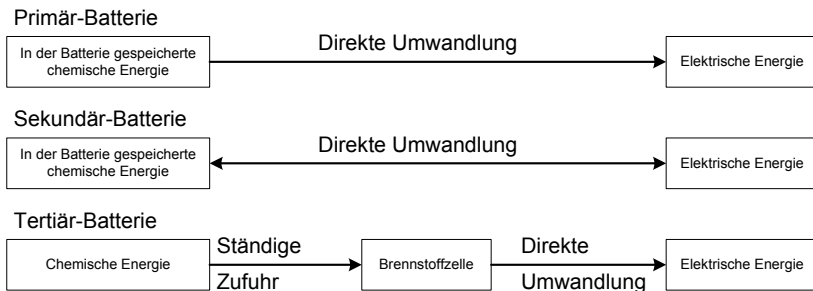 Primär-Batterie
In der Batterie gespeicherte
chemische Energie
Direkte Umwandlung
Elektrische Energie
Sekundär-Batterie
In der Batterie gespeicherte
chemische Energie
Direkte Umwandlung
Elektrische Energie
Tertiär-Batterie
Chemische Energie
Ständige
Zufuhr
Brennstoffzelle
Direkte
Umwandlung
Elektrische Energie